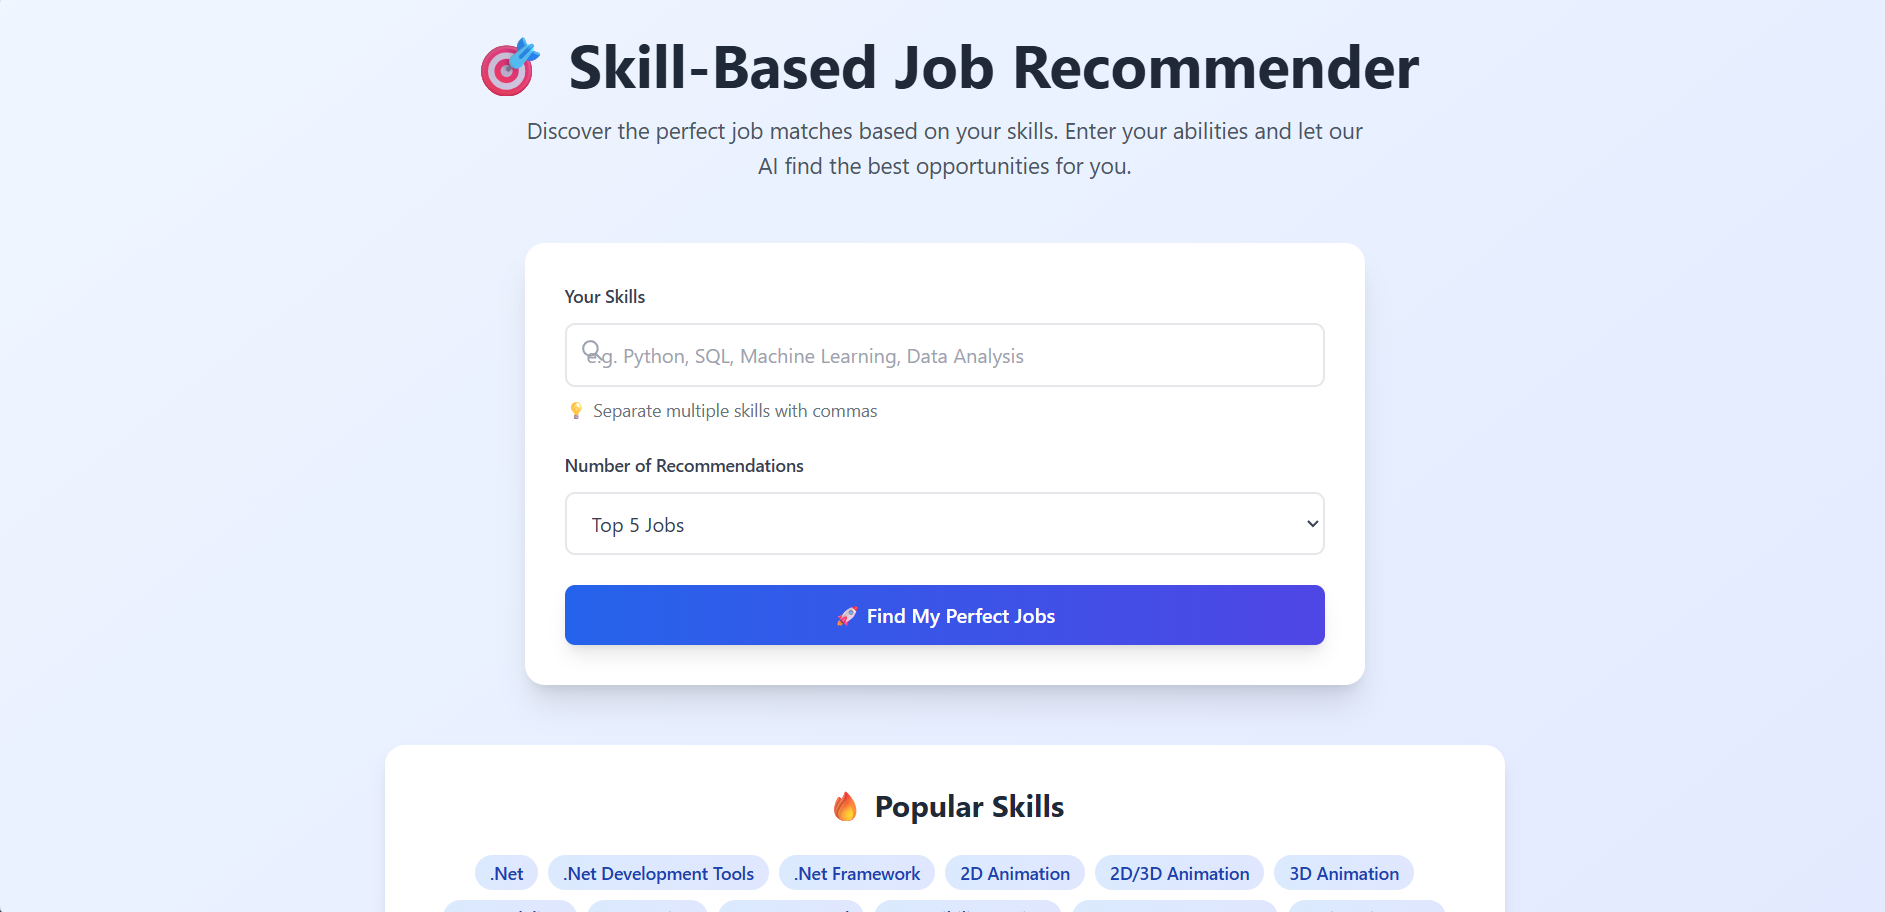 Skill-Based Job Recommender
Discover the perfect job matches based on your skills. Enter your abilities and let our
AI find the best opportunities for you.
Your Skills
e.g. Python, SQL, Machine Learning, Data Analysis
Separate multiple skills with commas
Number of Recommendations
Top 5 Jobs
Find My Perfect Jobs
Popular Skills
.Net .Net Development Tools .Net Framework 2D Animation 2D/3D Animation 3D Animation